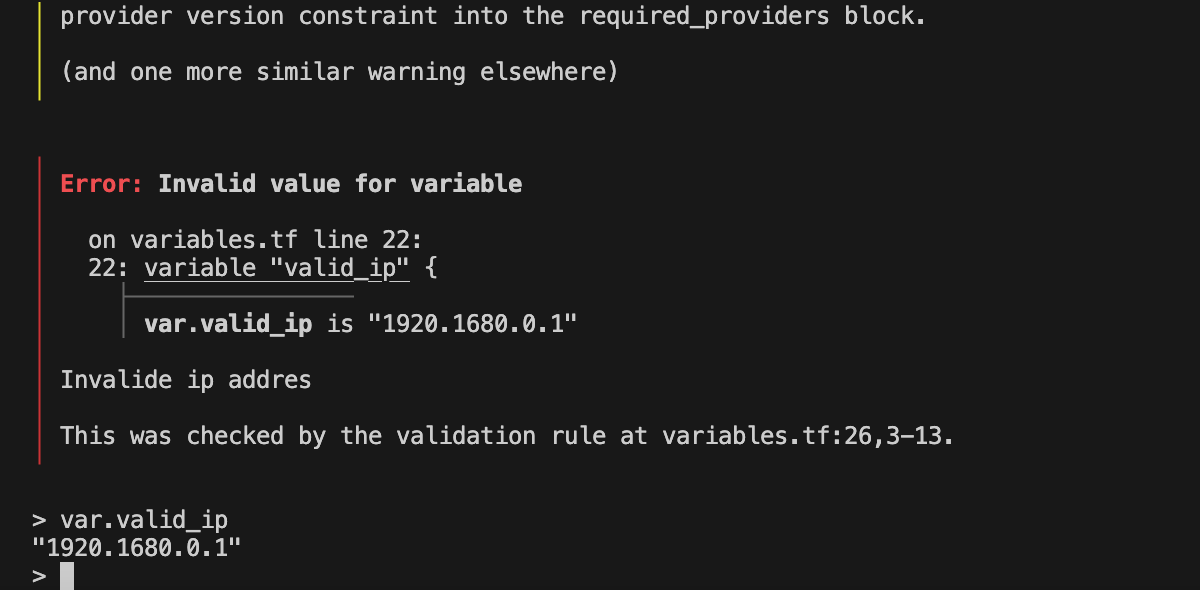 provider version constraint into the required_providers block.
(and one more similar warning elsewhere)
Error: Invalid value for variable
on variables.tf line 22:
22: variable "valid_ip" {
var.valid_ip is "1920.1680.0.1"
Invalide ip addres
This was checked by the validation rule at variables.tf:26,3-13.
> var.valid_ip
"1920.1680.0.1"
>